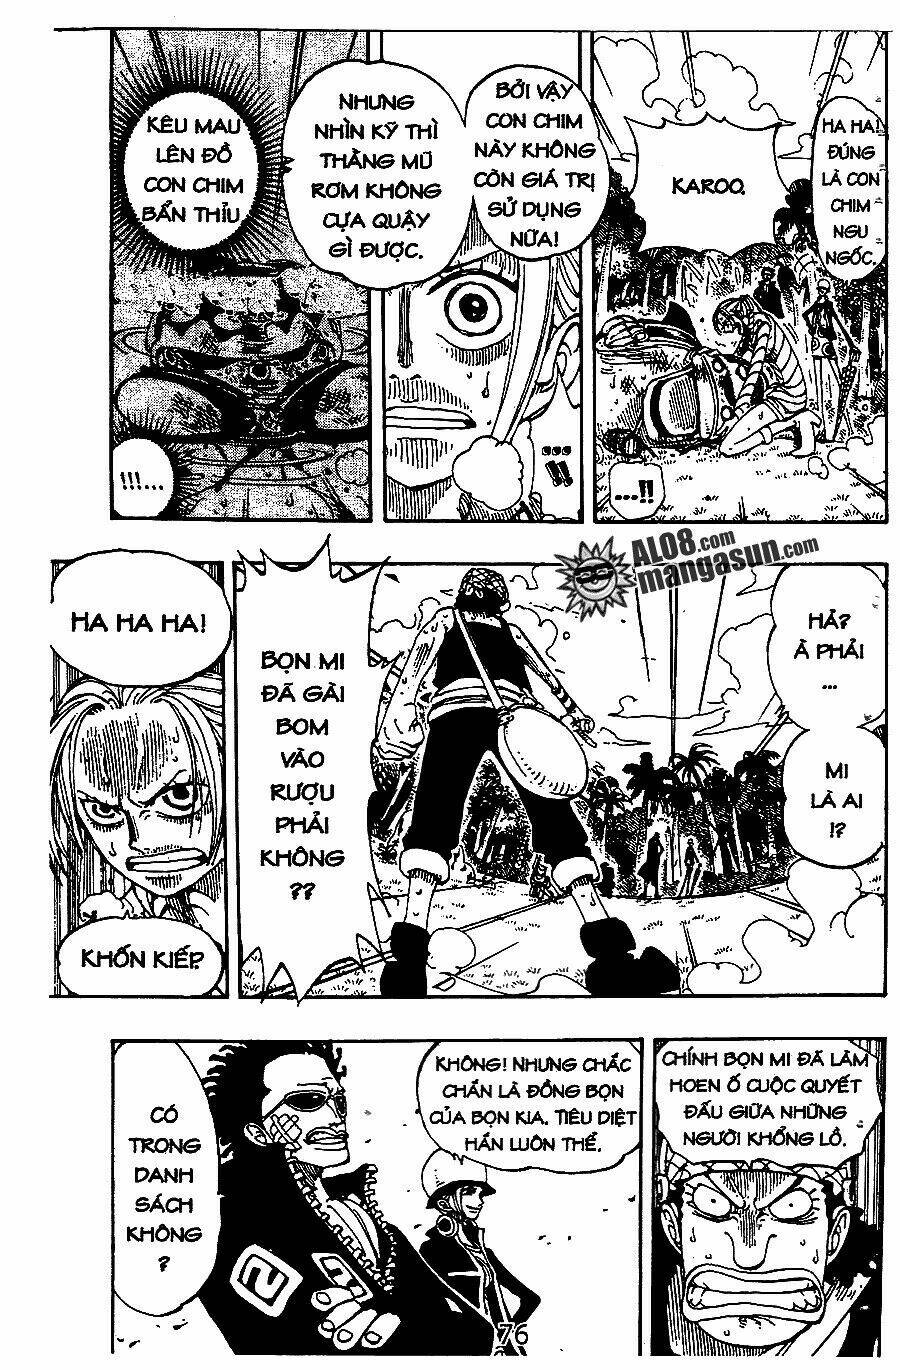 HA HA!
ĐÚNG
LÀ CON
CHIM
NGU
NGỐC.
KAROO.
...!!
BỞI VẬY
CON CHIM
NÀY KHÔNG
CÒN GIÁ TRỊ
SỬ DỤNG
NỮA!
NHƯNG
NHÌN KỸ THÌ
THẰNG MŨ
RƠM KHÔNG
CỰA QUẬY
GÌ ĐƯỢC.
...!!
KÊU MAU
LÊN ĐỒ
CON CHIM
BẨN THỈU
!!!...
AL08.com
mangasun.com
HẢ?
À PHẢI
...
MI
LÀ AI
!?
BỌN MI
ĐÃ GÀI
BOM
VÀO
RƯỢU
PHẢI
KHÔNG
??
HA HA HA!
KHỐN KIẾP.
CHÍNH BỌN MI ĐÃ LÀM
HOEN Ố CUỘC QUYẾT
ĐẤU GIỮA NHỮNG
NGƯỜI KHỔNG LỒ.
KHÔNG! NHƯNG CHẮC
CHẮN LÀ ĐỒNG BỌN
CỦA BỌN KIA. TIÊU DIỆT
HẮN LUÔN THỂ.
CÓ
TRONG
DANH
SÁCH
KHÔNG
?
76